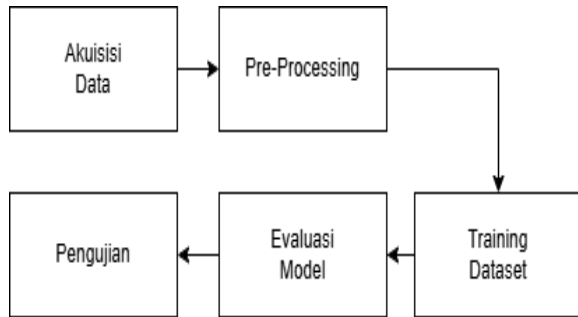 Akuisisi
Data
Pre-Processing
Training
Dataset
Evaluasi
Model
Pengujian